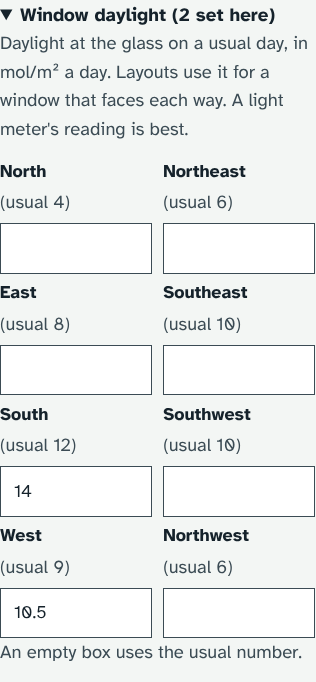 ▼ Window daylight (2 set here)
Daylight at the glass on a usual day, in
mol/m² a day. Layouts use it for a
window that faces each way. A light
meter's reading is best.
North
(usual 4)
Northeast
(usual 6)
East
(usual 8)
Southeast
(usual 10)
South
(usual 12)
14
Southwest
(usual 10)
West
(usual 9)
10.5
Northwest
(usual 6)
An empty box uses the usual number.